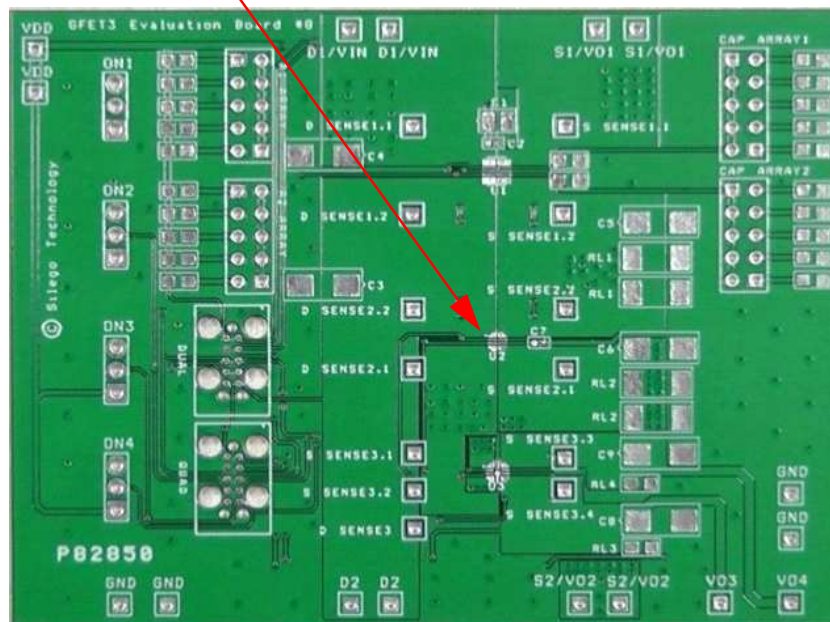 VDD
GFET3 Evaluation Board #0
D1/VIN D1/VIN
S1/VO1 S1/VO1
CAP ARRAY1
VDD
ON1
D SENSE1.1
S SENSE1.1
C2
C4
U1
CAP ARRAY2
ON2
D SENSE1.2
S SENSE1.2
C5
RL1
C3
S SENSE2.2
RL1
© Silego Technology
D SENSE2.2
ON3
DUAL
C7
U2
C6
D SENSE2.1
S SENSE2.1
RL2
RL2
ON4
QUAD
S SENSE3.1
S SENSE3.3
C9
U3
GND
S SENSE3.2
RL4
S SENSE3.4
GND
D SENSE3
C8
P82850
RL3
GND GND
D2 D2
S2/VO2 S2/VO2
VO3
VO4